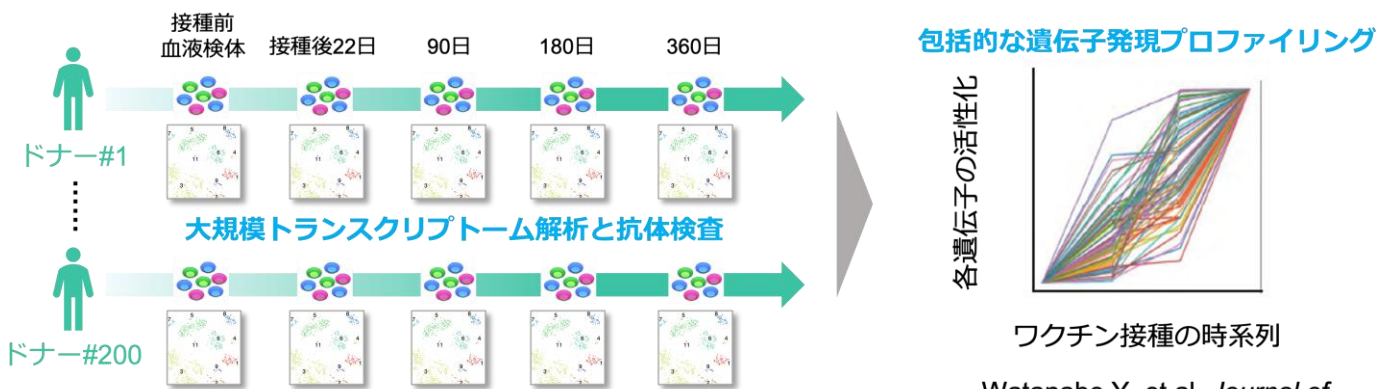 接種前
血液検体
接種後22日
90日
180日
360日
ドナー#1
大規模トランスクリプトーム解析と抗体検査
ドナー#200
包括的な遺伝子発現プロファイリング
各遺伝子の活性化
ワクチン接種の時系列
Watanabe Y, et al. Journal of